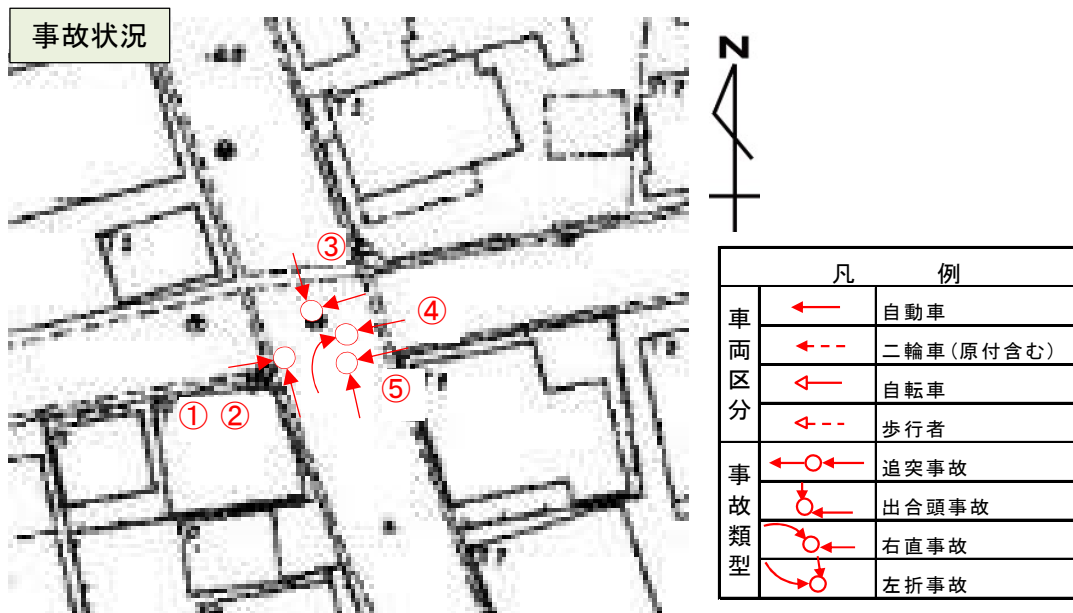 事故状況
N
③
④
⑤
① ②
凡 例
車両区分
自動車
二輪車(原付含む)
自転車
歩行者
事故類型
追突事故
出合頭事故
右直事故
左折事故